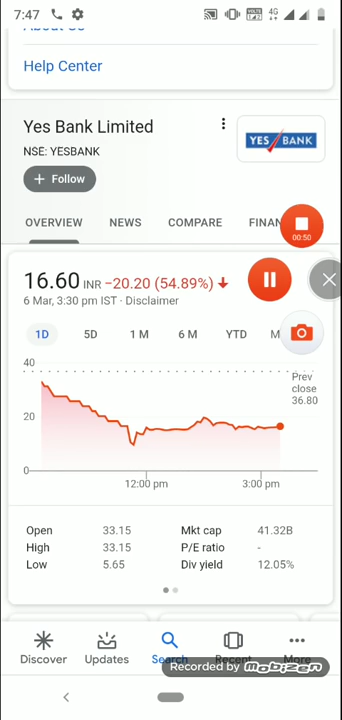 7:47
4G
About Us
Help Center
Yes Bank Limited
NSE: YESBANK
YES BANK
+ Follow
OVERVIEW NEWS COMPARE FINAN
00:50
16.60 INR −20.20 (54.89%) ↓
6 Mar, 3:30 pm IST · Disclaimer
1D 5D 1 M 6 M YTD M
40
Prev
close
36.80
20
0
12:00 pm 3:00 pm
Open 33.15 Mkt cap 41.32B
High 33.15 P/E ratio -
Low 5.65 Div yield 12.05%
Discover Updates Search Recent More
Recorded by mobizen